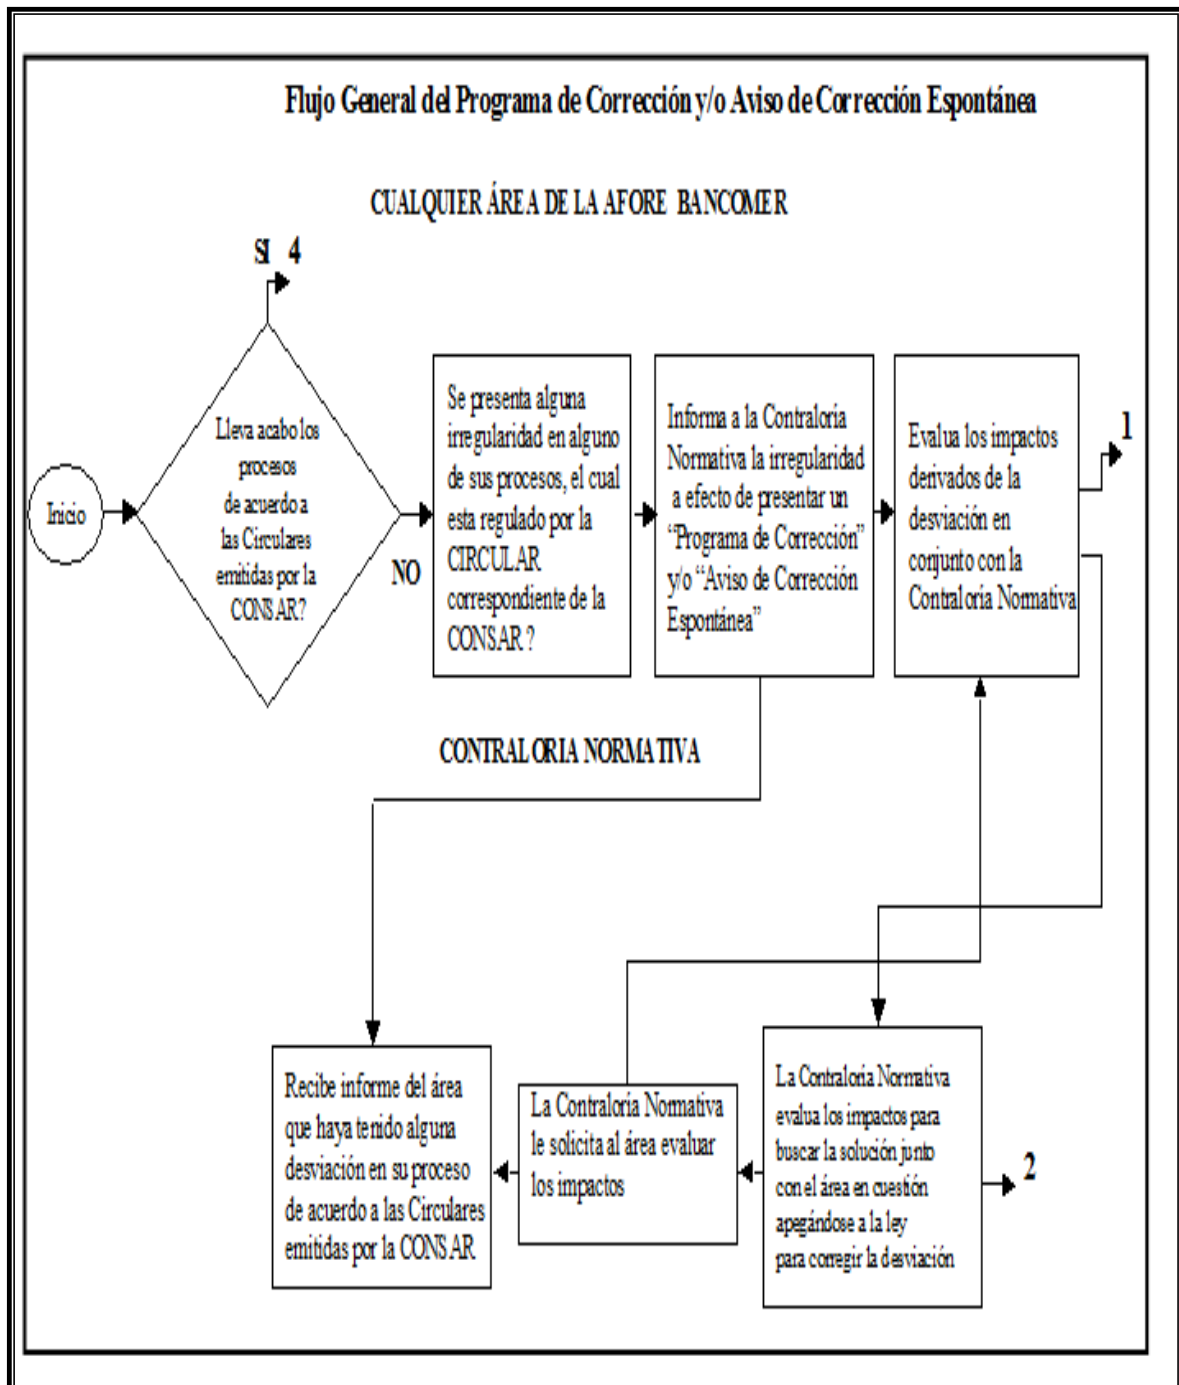 Flujo General del Programa de Corrección y/o Aviso de Corrección Espontánea
CUALQUIER ÁREA DE LA AFORE BANCOMER
SI 4
Inicio
Lleva acabo los
procesos
de acuerdo a
las Circulares
emitidas por la
CONSAR?
NO
Se presenta alguna
irregularidad en alguno
de sus procesos, el cual
esta regulado por la
CIRCULAR
correspondiente de la
CONSAR ?
Informa a la Contraloría
Normativa la irregularidad
a efecto de presentar un
“Programa de Corrección”
y/o “Aviso de Corrección
Espontánea”
Evalua los impactos
derivados de la
desviación en
conjunto con la
Contraloría Normativa
1
CONTRALORIA NORMATIVA
Recibe informe del área
que haya tenido alguna
desviación en su proceso
de acuerdo a las Circulares
emitidas por la CONSAR
La Contraloría Normativa
le solicita al área evaluar
los impactos
La Contraloría Normativa
evalua los impactos para
buscar la solución junto
con el área en cuestión
apegándose a la ley
para corregir la desviación
2